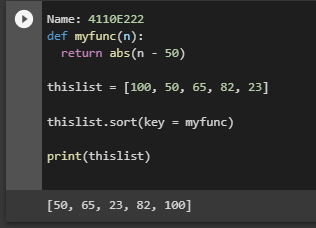 Name: 4110E222
def myfunc(n):
  return abs(n - 50)

thislist = [100, 50, 65, 82, 23]

thislist.sort(key = myfunc)

print(thislist)

[50, 65, 23, 82, 100]